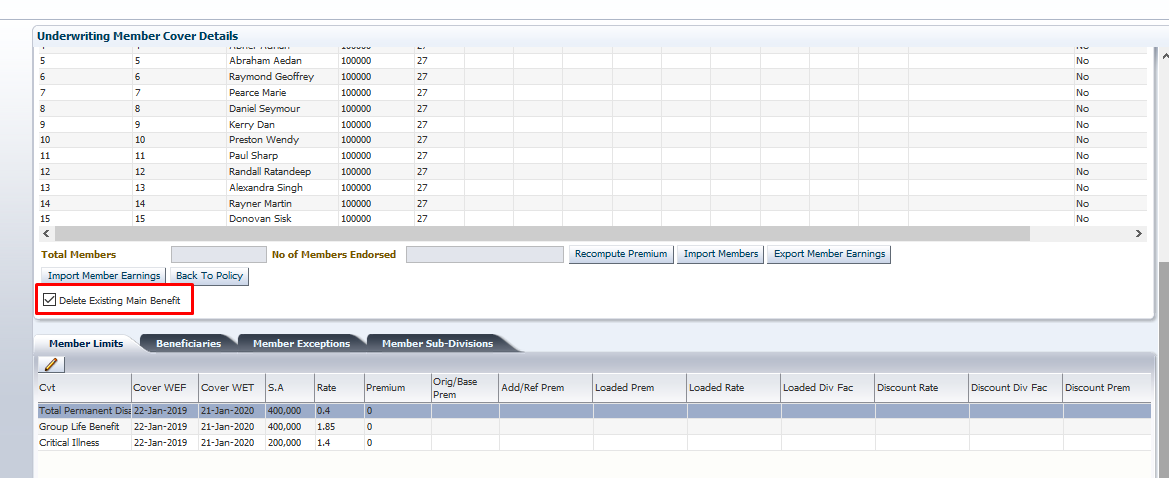 Underwriting Member Cover Details
5 5 Abraham Aedan 100000 27 No
6 6 Raymond Geoffrey 100000 27 No
7 7 Pearce Marie 100000 27 No
8 8 Daniel Seymour 100000 27 No
9 9 Kerry Dan 100000 27 No
10 10 Preston Wendy 100000 27 No
11 11 Paul Sharp 100000 27 No
12 12 Randall Ratandeep 100000 27 No
13 13 Alexandra Singh 100000 27 No
14 14 Rayner Martin 100000 27 No
15 15 Donovan Sisk 100000 27 No
Total Members No of Members Endorsed Recompute Premium Import Members Export Member Earnings
Import Member Earnings Back To Policy
Delete Existing Main Benefit
Member Limits Beneficiaries Member Exceptions Member Sub-Divisions
Cvt Cover WEF Cover WET S.A Rate Premium Orig/Base Prem Add/Ref Prem Loaded Prem Loaded Rate Loaded Div Fac Discount Rate Discount Div Fac Discount Prem
Total Permanent Disa 22-Jan-2019 21-Jan-2020 400,000 0.4 0
Group Life Benefit 22-Jan-2019 21-Jan-2020 400,000 1.85 0
Critical Illness 22-Jan-2019 21-Jan-2020 200,000 1.4 0